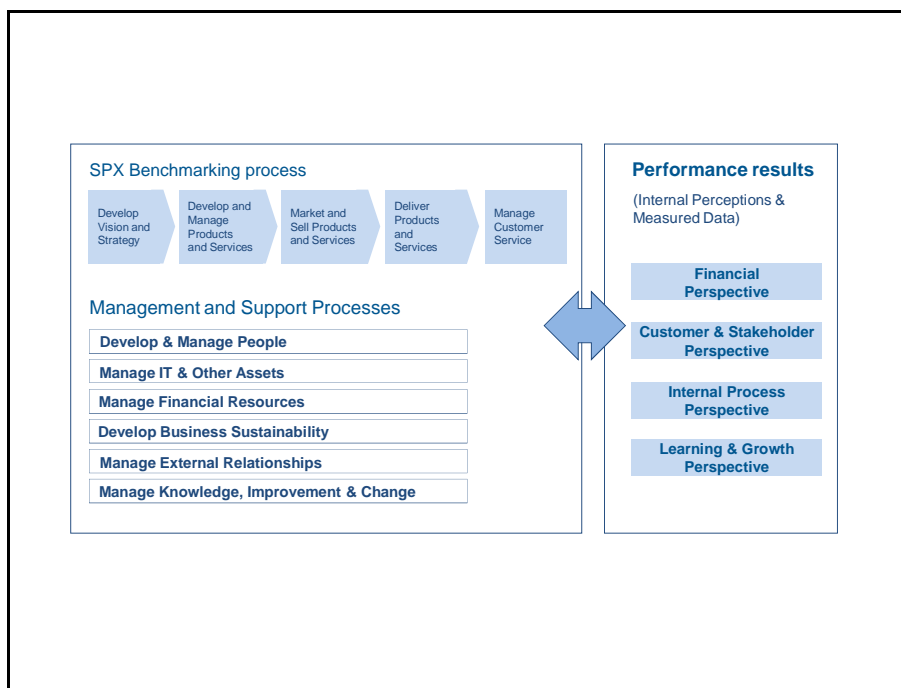 SPX Benchmarking process
Develop
Vision and
Strategy
Develop and
Manage
Products
and Services
Market and
Sell Products
and Services
Deliver
Products
and
Services
Manage
Customer
Service
Management and Support Processes
Develop & Manage People
Manage IT & Other Assets
Manage Financial Resources
Develop Business Sustainability
Manage External Relationships
Manage Knowledge, Improvement & Change
Performance results
(Internal Perceptions &
Measured Data)
Financial
Perspective
Customer & Stakeholder
Perspective
Internal Process
Perspective
Learning & Growth
Perspective